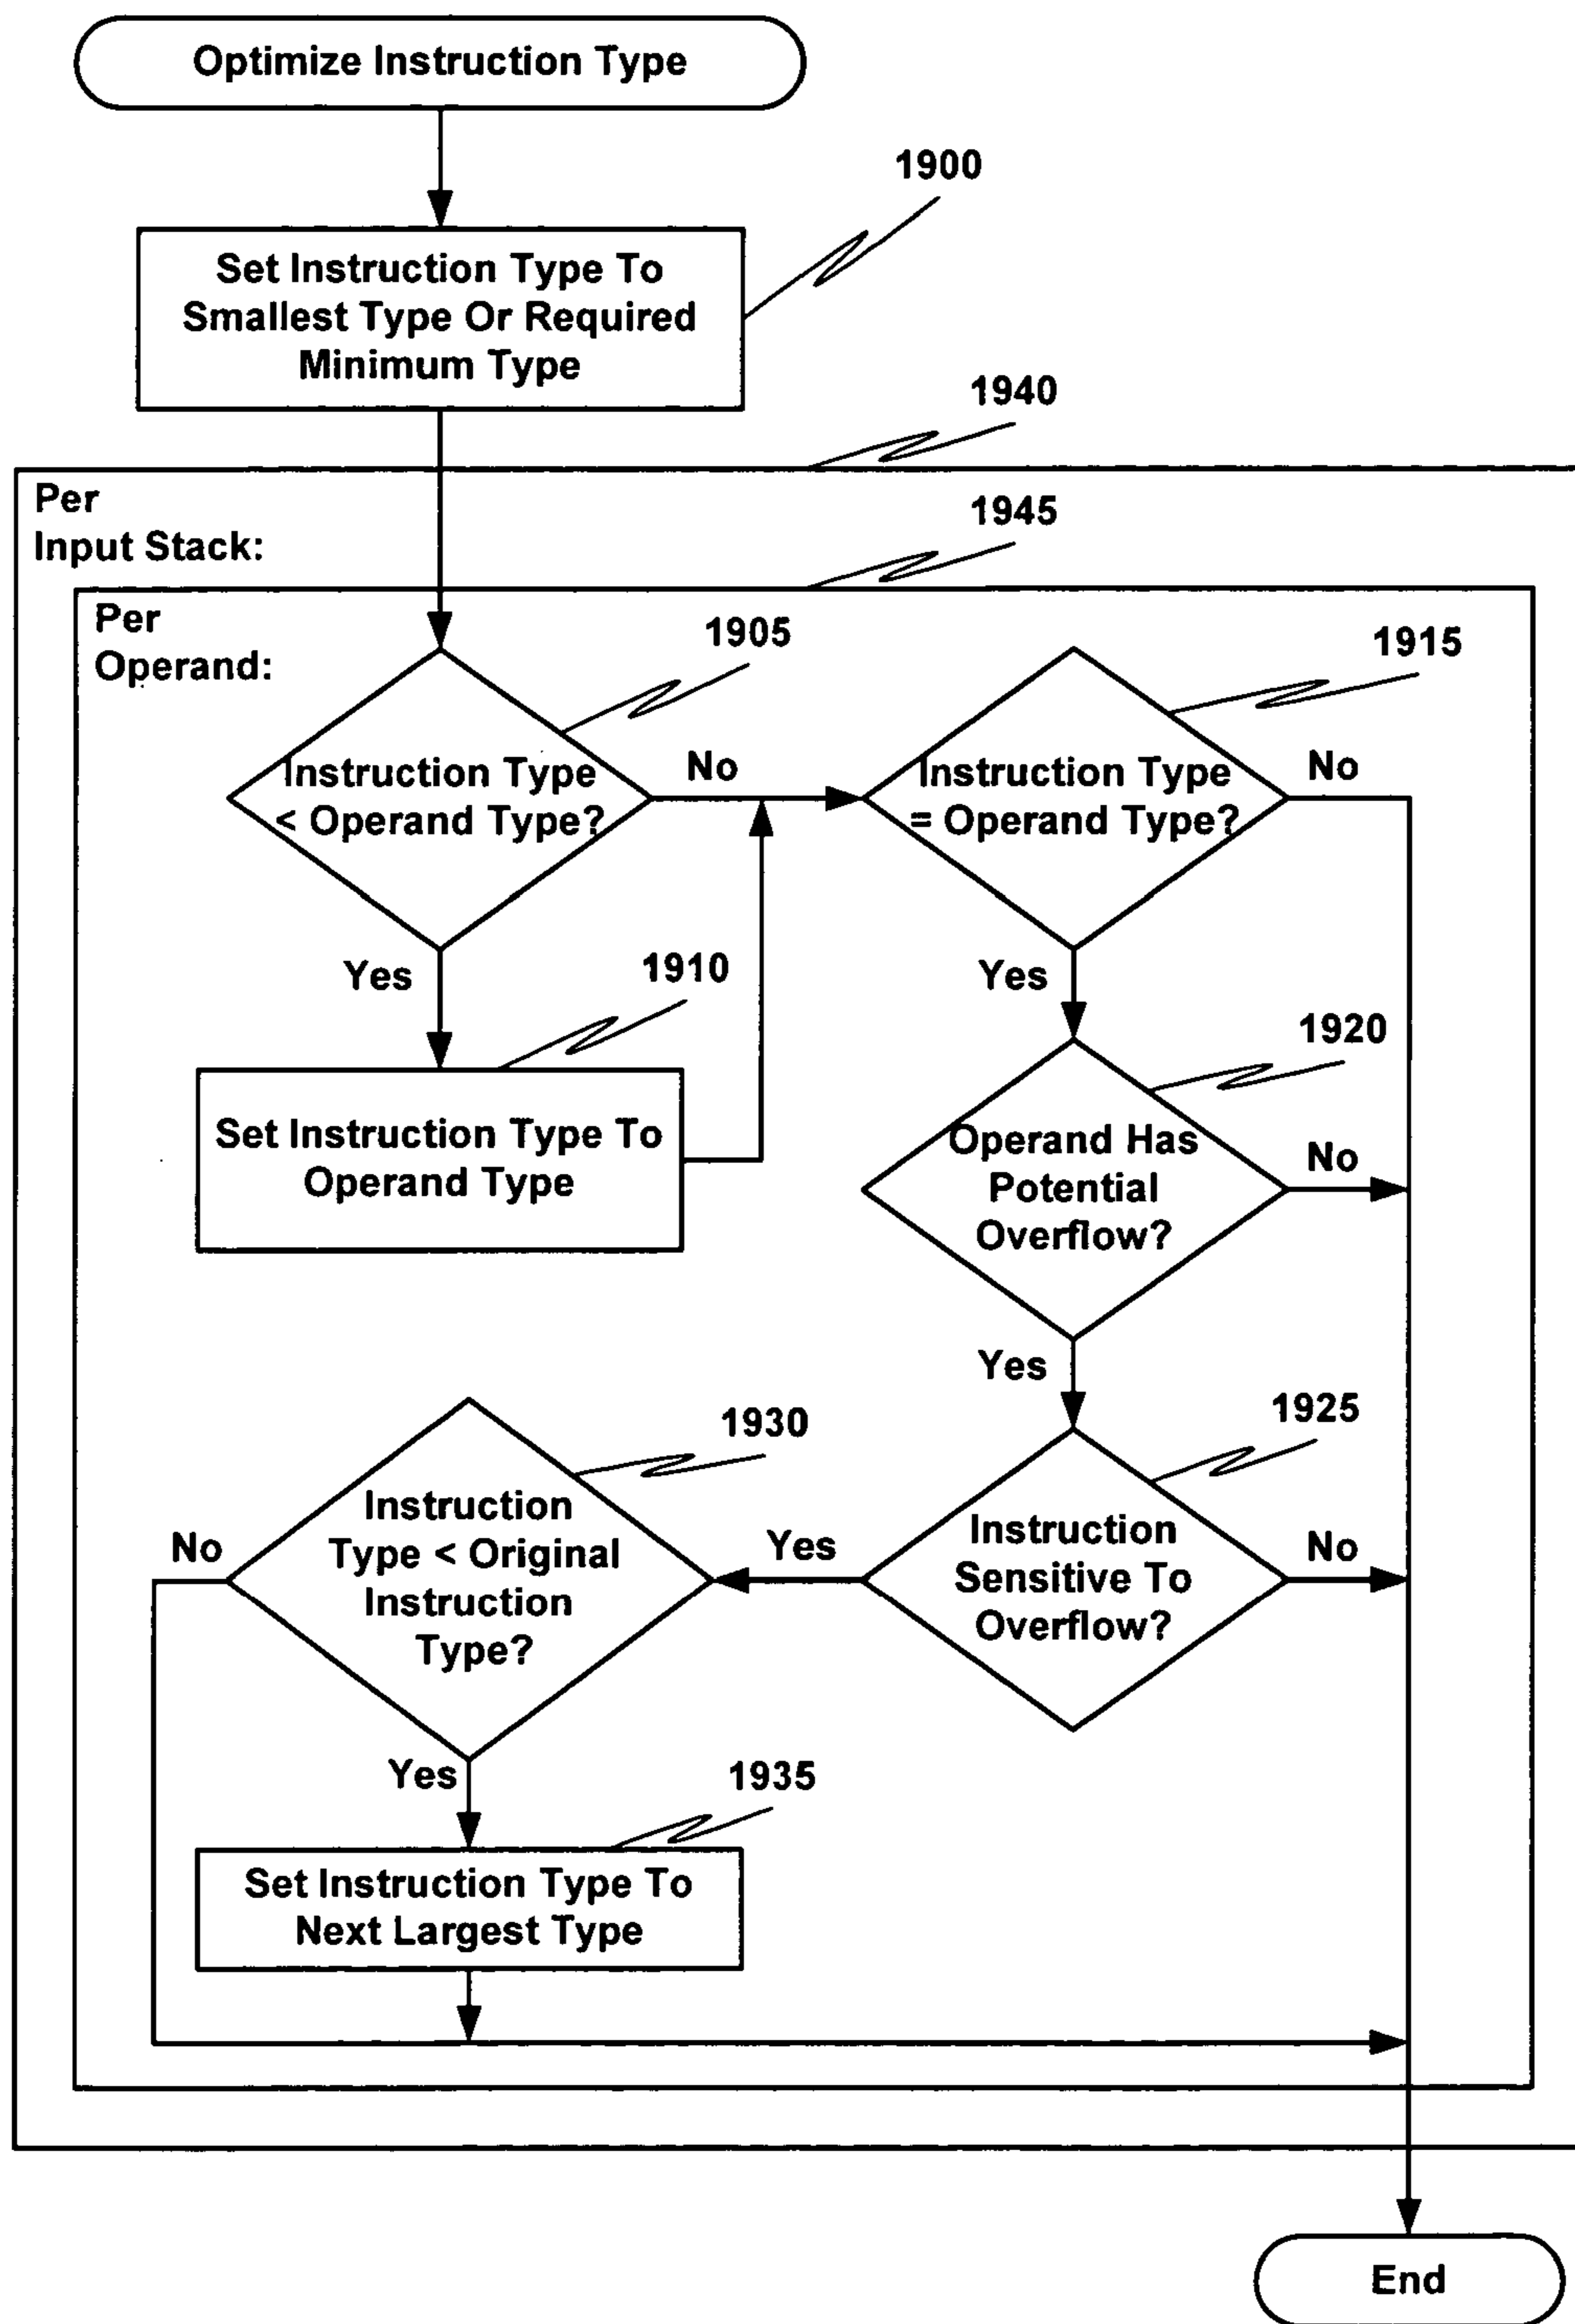 Optimize Instruction Type
1900
Set Instruction Type To
Smallest Type Or Required
Minimum Type
1940
Per
Input Stack:
1945
Per
Operand:
1905
1915
Instruction Type
< Operand Type?
No
Instruction Type
= Operand Type?
No
Yes
1910
Yes
1920
Set Instruction Type To
Operand Type
Operand Has
Potential
Overflow?
No
Yes
1930
1925
Instruction
Type < Original
Instruction
Type?
No
Yes
Instruction
Sensitive To
Overflow?
No
Yes
1935
Set Instruction Type To
Next Largest Type
End